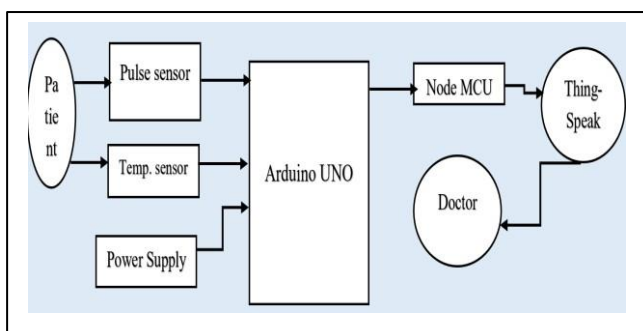 Pa
tie
nt
Pulse sensor
Temp. sensor
Power Supply
Arduino UNO
Node MCU
Thing-
Speak
Doctor